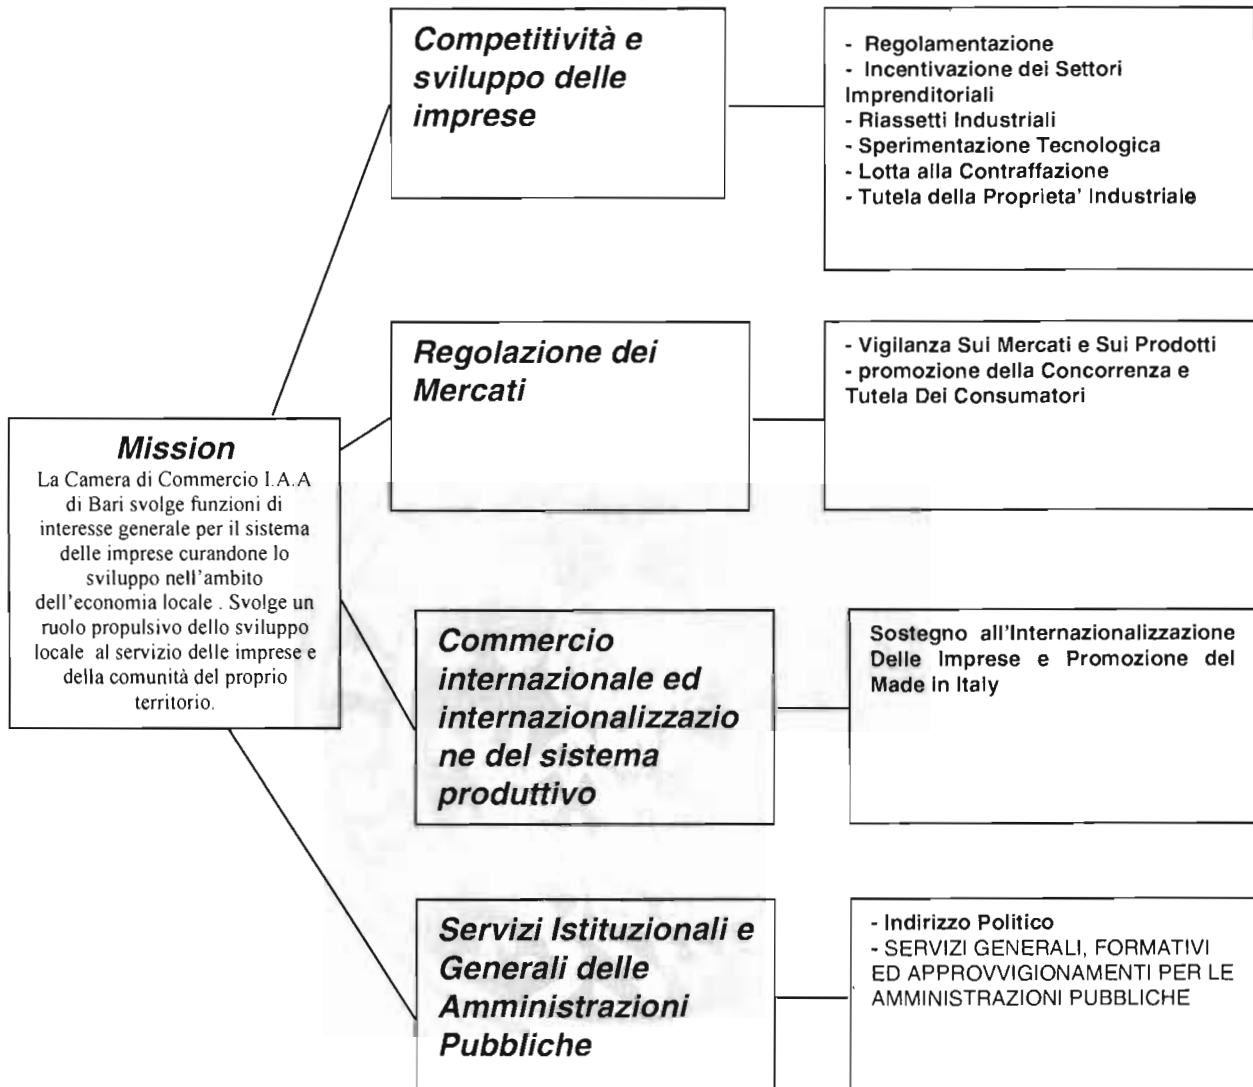 Competitività e
sviluppo delle
imprese
- Regolamentazione
- Incentivazione dei Settori
Imprenditoriali
- Riassetti Industriali
- Sperimentazione Tecnologica
- Lotta alla Contraffazione
- Tutela della Proprieta' Industriale
Regolazione dei
Mercati
- Vigilanza Sui Mercati e Sui Prodotti
- promozione della Concorrenza e
Tutela Dei Consumatori
Mission
La Camera di Commercio I.A.A
di Bari svolge funzioni di
interesse generale per il sistema
delle imprese curandone lo
sviluppo nell'ambito
dell'economia locale . Svolge un
ruolo propulsivo dello sviluppo
locale al servizio delle imprese e
della comunità del proprio
territorio.
Commercio
internazionale ed
internazionalizzazio
ne del sistema
produttivo
Sostegno all'Internazionalizzazione
Delle Imprese e Promozione del
Made in Italy
Servizi Istituzionali e
Generali delle
Amministrazioni
Pubbliche
- Indirizzo Politico
- SERVIZI GENERALI, FORMATIVI
ED APPROVVIGIONAMENTI PER LE
AMMINISTRAZIONI PUBBLICHE